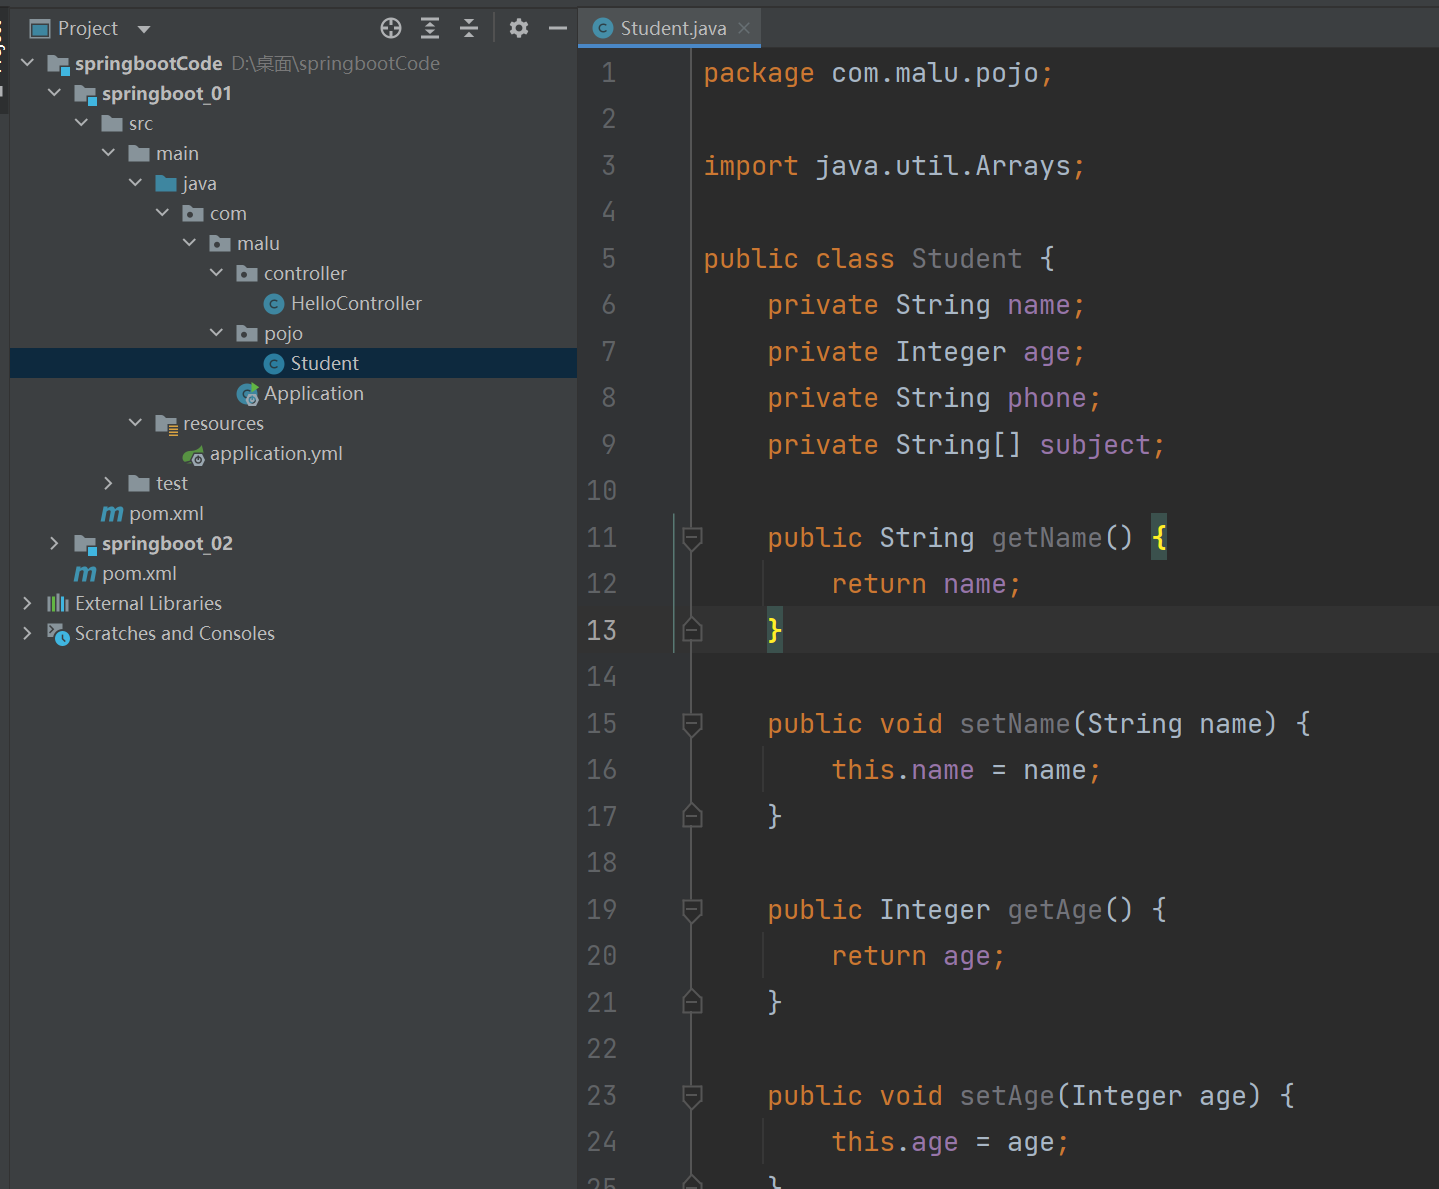 Project
springbootCode D:\桌面\springbootCode
springboot_01
src
main
java
com
malu
controller
HelloController
pojo
Student
Application
resources
application.yml
test
pom.xml
springboot_02
pom.xml
External Libraries
Scratches and Consoles
Student.java
1 package com.malu.pojo;
2
3 import java.util.Arrays;
4
5 public class Student {
6 private String name;
7 private Integer age;
8 private String phone;
9 private String[] subject;
10
11 public String getName() {
12 return name;
13 }
14
15 public void setName(String name) {
16 this.name = name;
17 }
18
19 public Integer getAge() {
20 return age;
21 }
22
23 public void setAge(Integer age) {
24 this.age = age;
25 }